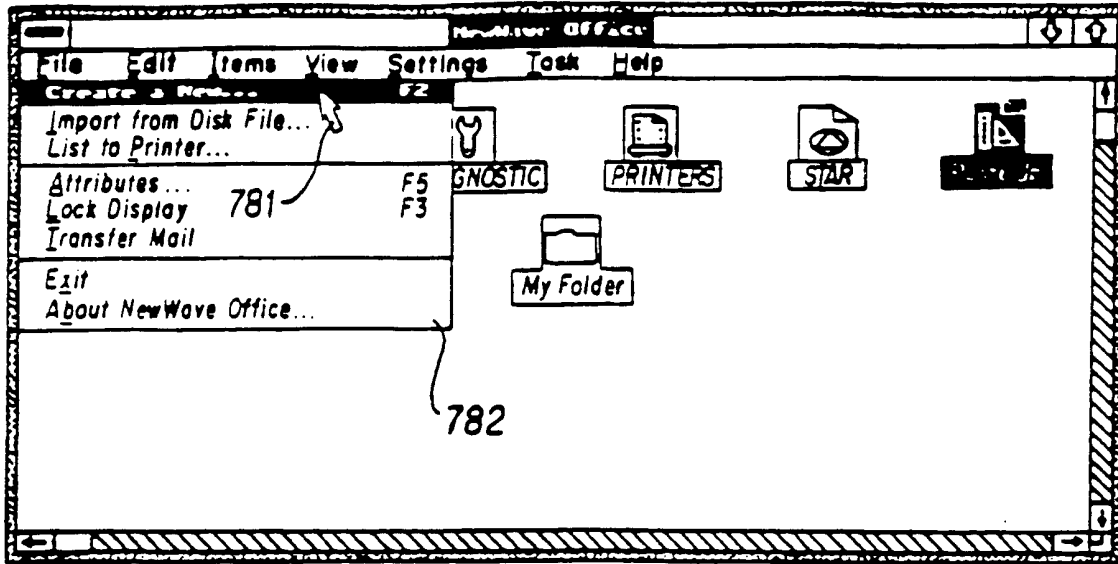 NewWave Office
File Edit Items View Settings Task Help
Create a New... F2
Import from Disk File...
List to Printer...
Attributes... F5
Lock Display F3
Transfer Mail
Exit
About NewWave Office...
781
782
GNOSTIC
PRINTERS
STAR
My Folder